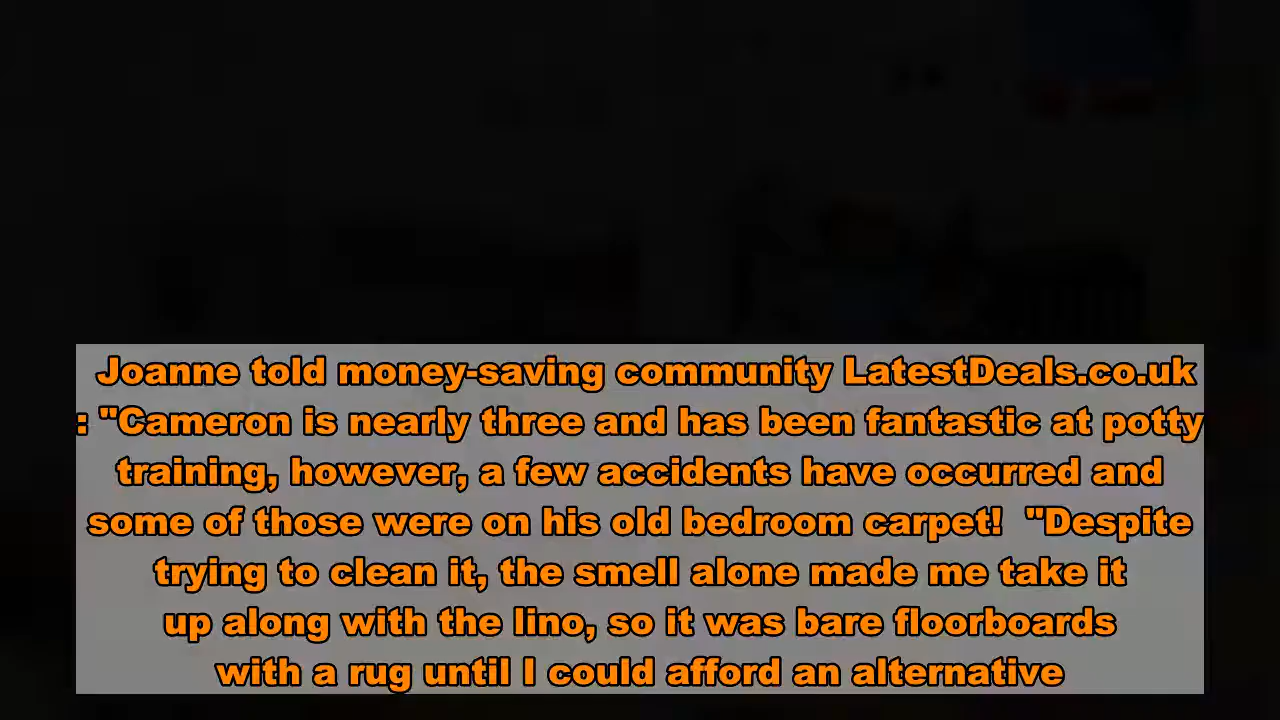 Joanne told money-saving community LatestDeals.co.uk
: "Cameron is nearly three and has been fantastic at potty
training, however, a few accidents have occurred and
some of those were on his old bedroom carpet!  "Despite
trying to clean it, the smell alone made me take it
up along with the lino, so it was bare floorboards
with a rug until I could afford an alternative